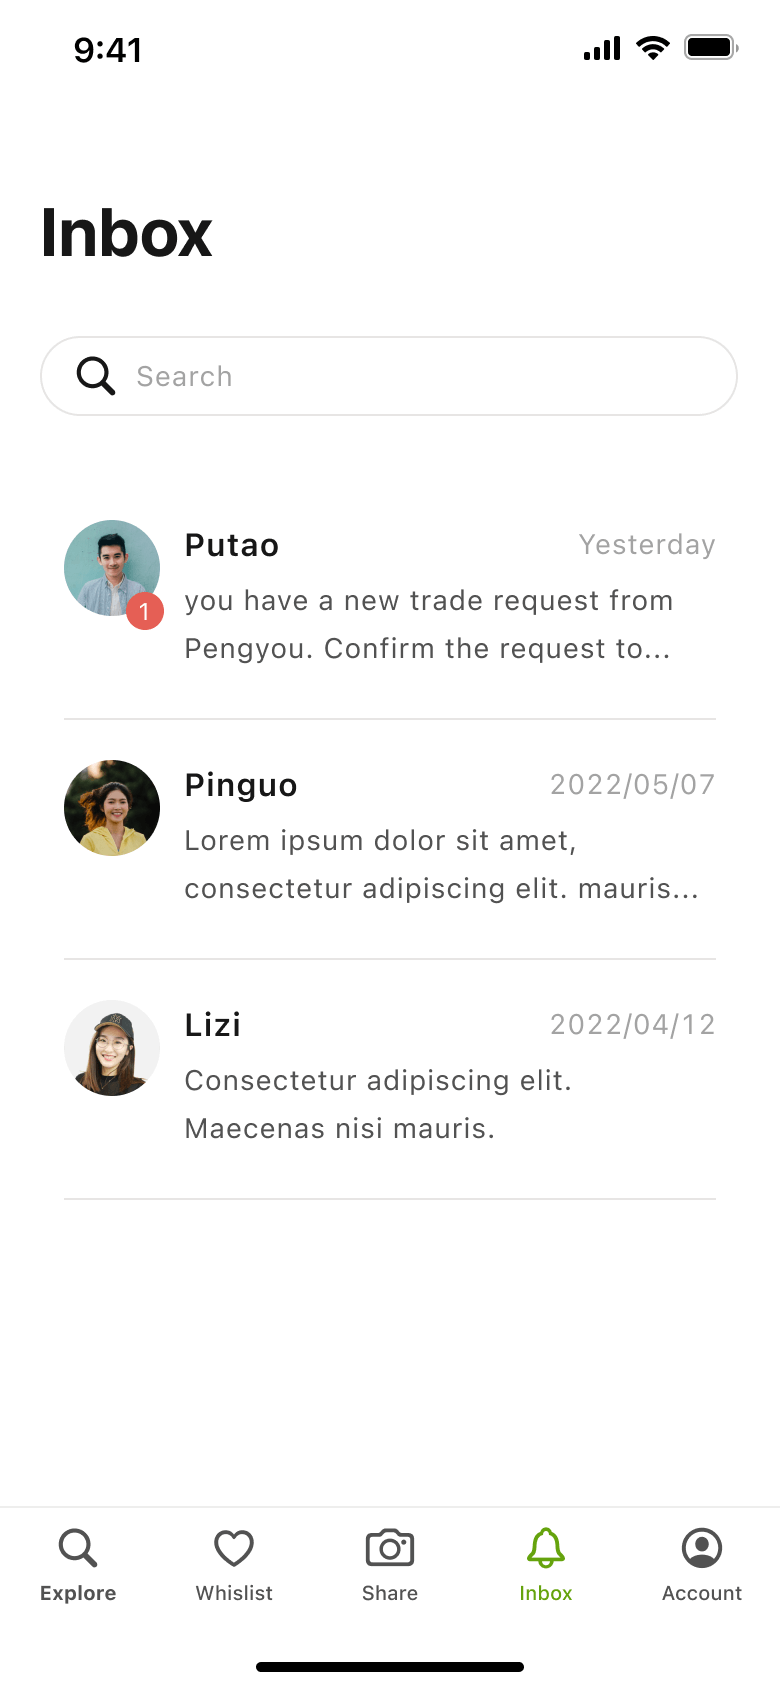 9:41
Inbox
Search
Putao
Yesterday
you have a new trade request from
Pengyou. Confirm the request to...
1
Pinguo
2022/05/07
Lorem ipsum dolor sit amet,
consectetur adipiscing elit. mauris...
Lizi
2022/04/12
Consectetur adipiscing elit.
Maecenas nisi mauris.
Explore
Whislist
Share
Inbox
Account